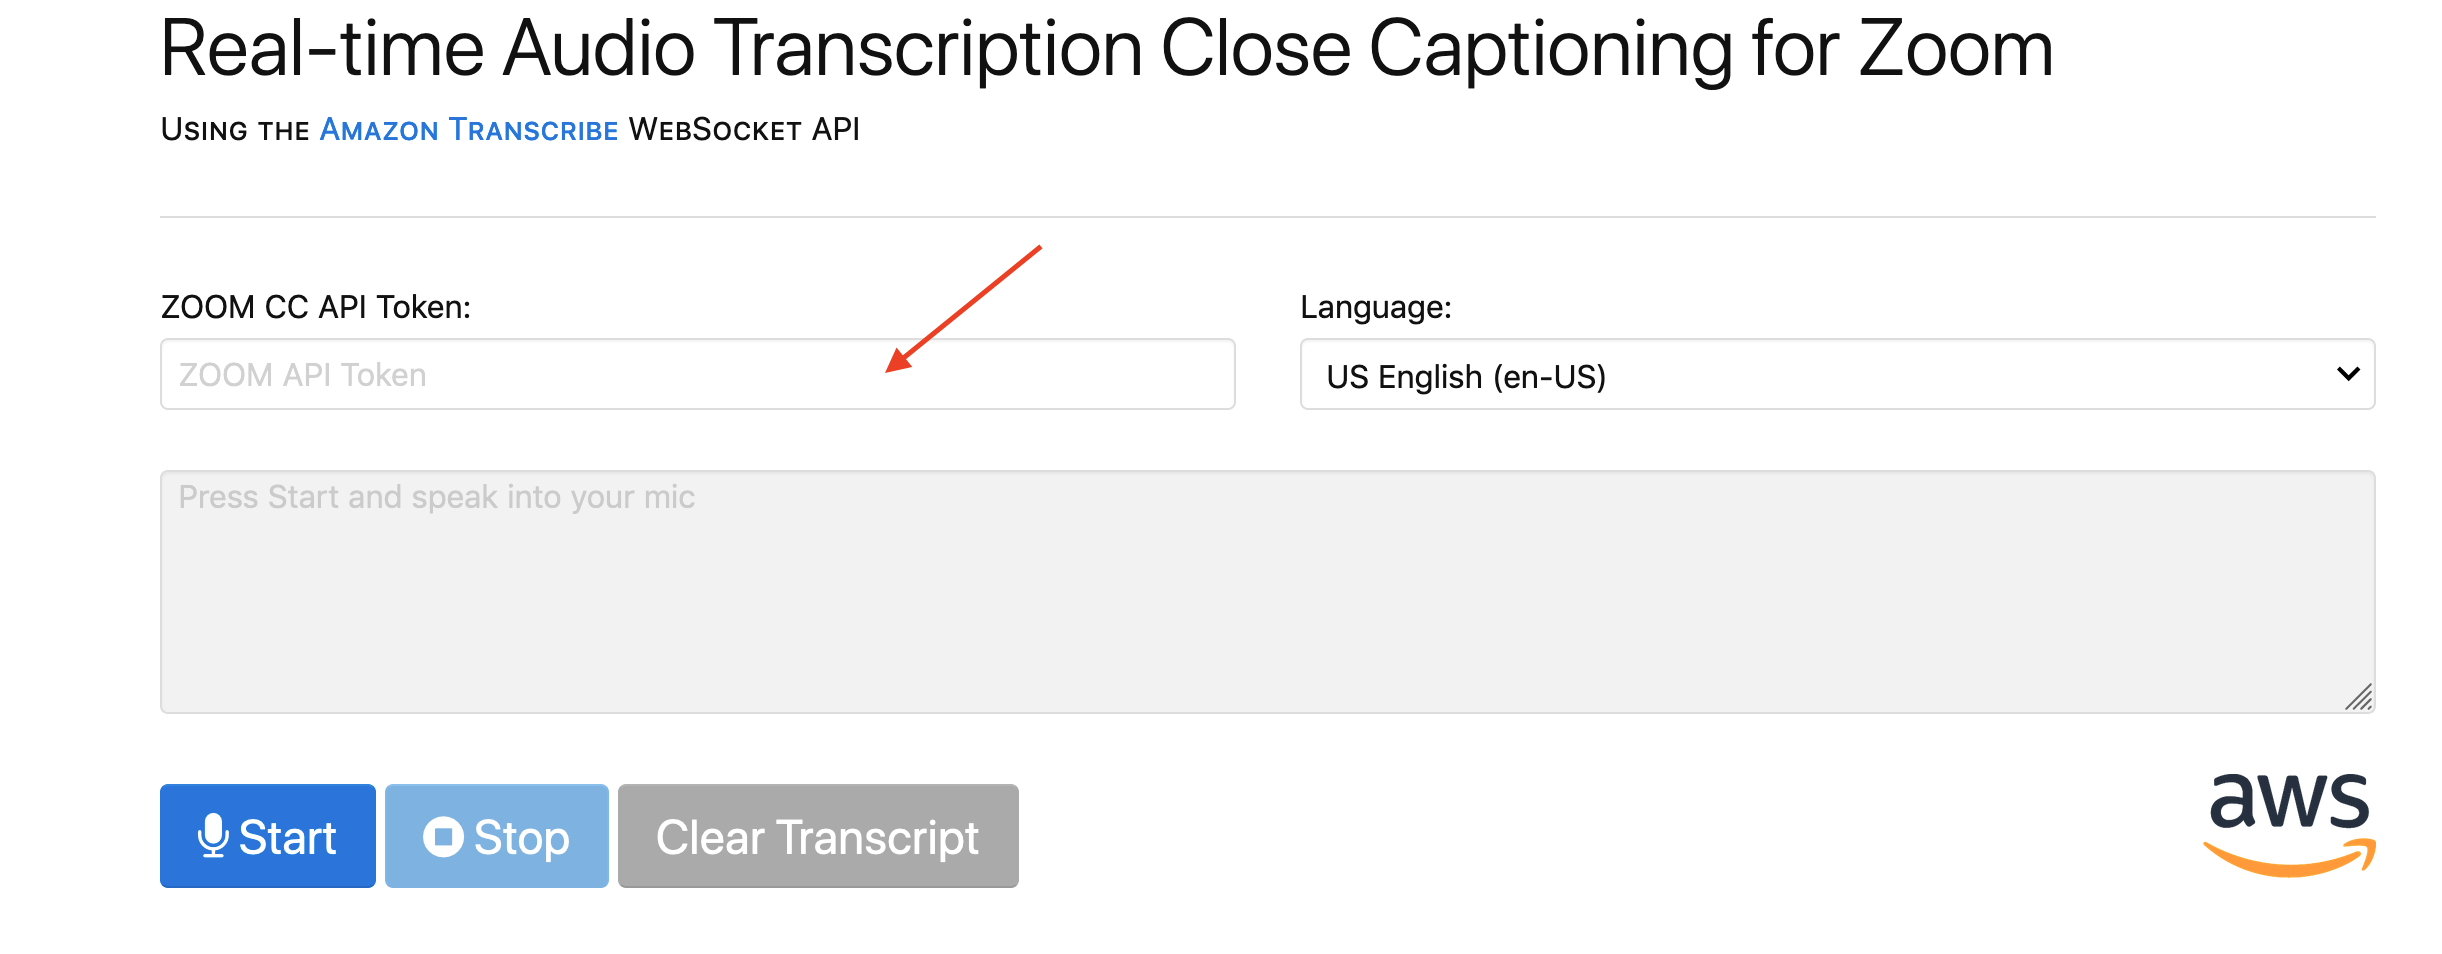 Real-time Audio Transcription Close Captioning for Zoom
Using the Amazon Transcribe WebSocket API
ZOOM CC API Token:
Language:
ZOOM API Token
US English (en-US)
Press Start and speak into your mic
Start
Stop
Clear Transcript
aws